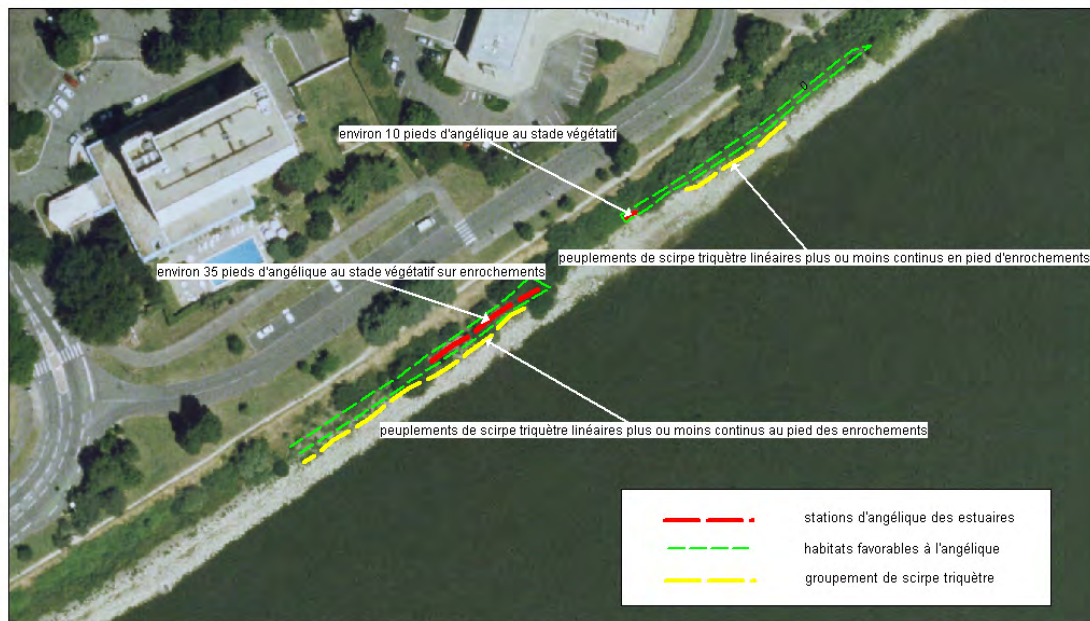 environ 10 pieds d'angélique au stade végétatif
peuplements de scirpe triquètre linéaires plus ou moins continus en pied d'enrochements
environ 35 pieds d'angélique au stade végétatif sur enrochements
peuplements de scirpe triquètre linéaires plus ou moins continus au pied des enrochements
stations d'angélique des estuaires
habitats favorables à l'angélique
groupement de scirpe triquètre